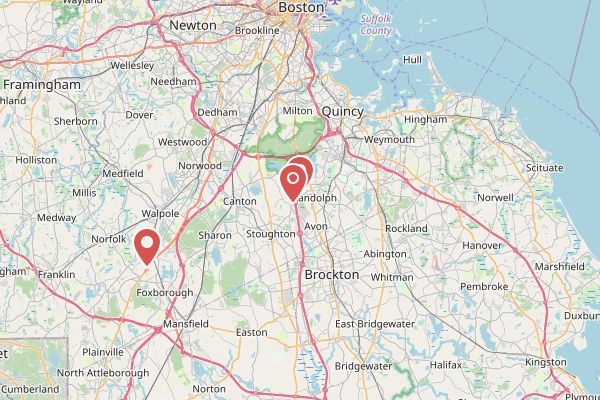 Wayland
Newton
Boston
Brookline
Suffolk
County
Wellesley
Framingham
Needham
Hull
Sherborn
Dover
Dedham
Milton
Quincy
Hingham
Westwood
Weymouth
Holliston
Medfield
Norwood
Scituate
Millis
Canton
Randolph
Norwell
Medway
Walpole
Norfolk
Sharon
Stoughton
Avon
Rockland
Hanover
Franklin
Abington
Marshfield
Foxborough
Brockton
Whitman
Pembroke
Mansfield
East Bridgewater
Duxbury
Easton
Plainville
Bridgewater
Halifax
Kingston
North Attleborough
Cumberland
Norton
Plymouth